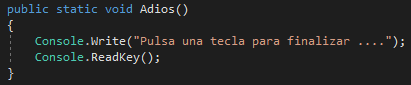 public static void Adios()
{
    Console.Write("Pulsa una tecla para finalizar ....");
    Console.ReadKey();
}